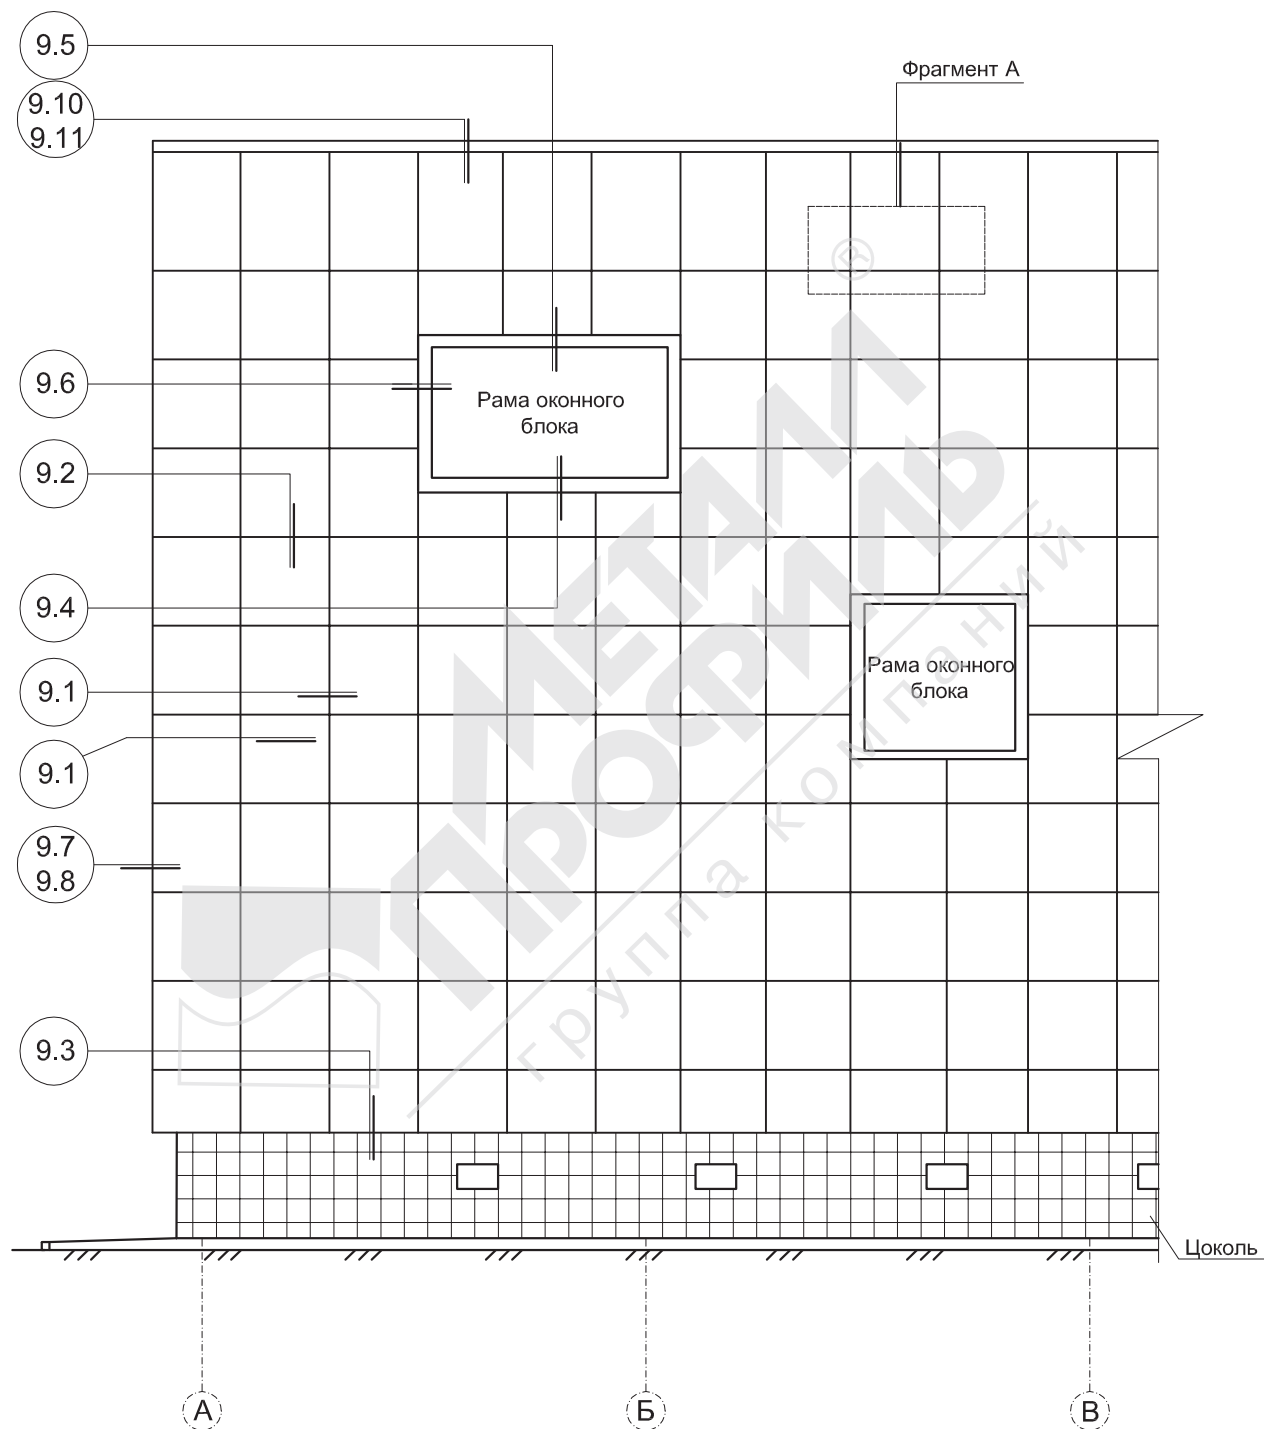 9.5
Фрагмент А
9.10
9.11
9.6
Рама оконного
блока
9.2
9.4
Рама оконного
блока
9.1
9.1
9.7
9.8
9.3
Цоколь
А
Б
В
®
МЕТАЛЛ
ПРОФИЛЬ
группа компаний